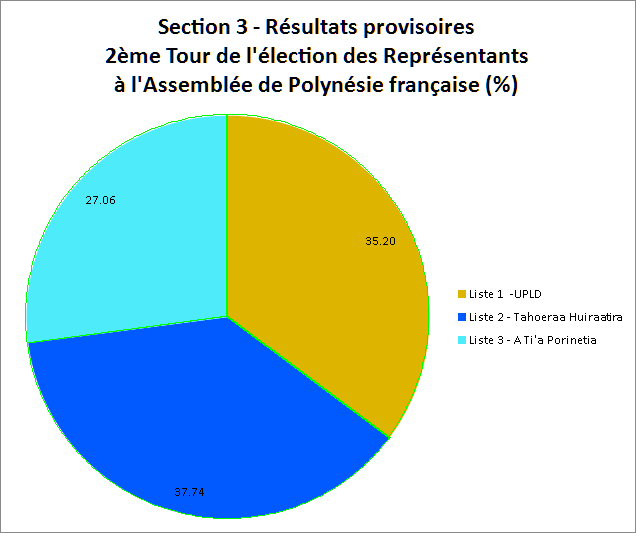 Section 3 - Résultats provisoires
2ème Tour de l'élection des Représentants
à l'Assemblée de Polynésie française (%)
27.06
35.20
37.74
Liste 1 -UPLD
Liste 2 - Tahoeraa Huiraatira
Liste 3 - A Ti'a Porinetia